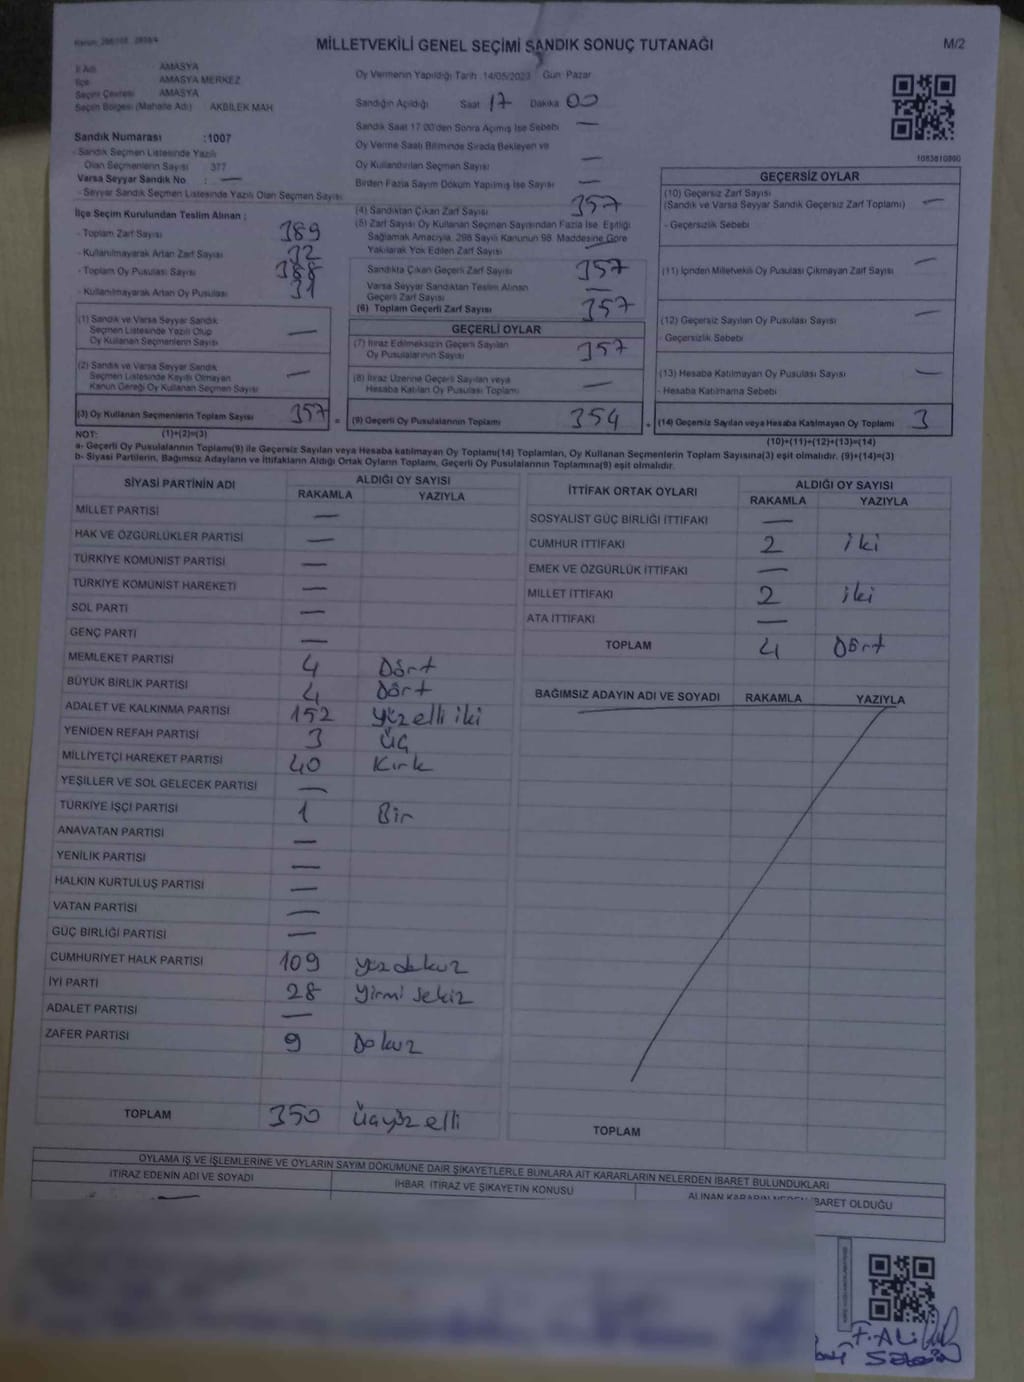 MİLLETVEKİLİ GENEL SEÇİMİ SANDIK SONUÇ TUTANAĞI
M/2
İl Adı AMASYA
İlçe AMASYA MERKEZ
Seçim Çevresi AMASYA
Seçim Bölgesi (Mahalle Adı) AKBİLEK MAH
Sandık Numarası :1007
- Sandık Seçmen Listesinde Yazılı
Olan Seçmenlerin Sayısı 377
Varsa Seyyar Sandık No : —
- Seyyar Sandık Seçmen Listesinde Yazılı Olan Seçmen Sayısı
Oy Vermenin Yapıldığı Tarih 14/05/2023 Gün Pazar
Sandığın Açıldığı Saat 17 Dakika 00
Sandık Saat 17.00'den Sonra Açılmış İse Sebebi —
Oy Verme Saati Bitiminde Sırada Bekleyen ve
Oy Kullandırılan Seçmen Sayısı —
Birden Fazla Sayım Döküm Yapılmış İse Sayısı —
1083810900
İlçe Seçim Kurulundan Teslim Alınan ;
- Toplam Zarf Sayısı 389
- Kullanılmayarak Artan Zarf Sayısı 32
- Toplam Oy Pusulası Sayısı 388
- Kullanılmayarak Artan Oy Pusulası 31
(1) Sandık ve Varsa Seyyar Sandık
Seçmen Listesinde Yazılı Olup
Oy Kullanan Seçmenlerin Sayısı —
(2) Sandık ve Varsa Seyyar Sandık
Seçmen Listesinde Kayıtlı Olmayan
Kanun Gereği Oy Kullanan Seçmen Sayısı —
(3) Oy Kullanan Seçmenlerin Toplam Sayısı 357 =
(4) Sandıktan Çıkan Zarf Sayısı 357
(5) Zarf Sayısı Oy Kullanan Seçmen Sayısından Fazla İse, Eşitliği
Sağlamak Amacıyla, 298 Sayılı Kanunun 98. Maddesine Göre
Yakılarak Yok Edilen Zarf Sayısı
Sandıkta Çıkan Geçerli Zarf Sayısı 357
Varsa Seyyar Sandıktan Teslim Alınan
Geçerli Zarf Sayısı —
(6) Toplam Geçerli Zarf Sayısı 357
GEÇERLİ OYLAR
(7) İtiraz Edilmeksizin Geçerli Sayılan
Oy Pusulalarının Sayısı 357
(8) İtiraz Üzerine Geçerli Sayılan veya
Hesaba Katılan Oy Pusulası Toplamı —
(9) Geçerli Oy Pusulalarının Toplamı 354 +
GEÇERSİZ OYLAR
(10) Geçersiz Zarf Sayısı
(Sandık ve Varsa Seyyar Sandık Geçersiz Zarf Toplamı) —
- Geçersizlik Sebebi
(11) İçinden Milletvekili Oy Pusulası Çıkmayan Zarf Sayısı —
(12) Geçersiz Sayılan Oy Pusulası Sayısı —
- Geçersizlik Sebebi
(13) Hesaba Katılmayan Oy Pusulası Sayısı —
- Hesaba Katılmama Sebebi
(14) Geçersiz Sayılan veya Hesaba Katılmayan Oy Toplamı 3
NOT: (1)+(2)=(3)
(10)+(11)+(12)+(13)=(14)
a- Geçerli Oy Pusulalarının Toplamı(9) ile Geçersiz Sayılan veya Hesaba katılmayan Oy Toplamı(14) Toplamları, Oy Kullanan Seçmenlerin Toplam Sayısına(3) eşit olmalıdır. (9)+(14)=(3)
b- Siyasi Partilerin, Bağımsız Adayların ve İttifakların Aldığı Ortak Oyların Toplamı, Geçerli Oy Pusulalarının Toplamına(9) eşit olmalıdır.
SİYASİ PARTİNİN ADI
ALDIĞI OY SAYISI
RAKAMLA YAZIYLA
MİLLET PARTİSİ —
HAK VE ÖZGÜRLÜKLER PARTİSİ —
TÜRKİYE KOMÜNİST PARTİSİ —
TÜRKİYE KOMÜNİST HAREKETİ —
SOL PARTİ —
GENÇ PARTİ —
MEMLEKET PARTİSİ 4 Dört
BÜYÜK BİRLİK PARTİSİ 4 Dört
ADALET VE KALKINMA PARTİSİ 152 Yüz elli iki
YENİDEN REFAH PARTİSİ 3 Üç
MİLLİYETÇİ HAREKET PARTİSİ 40 Kırk
YEŞİLLER VE SOL GELECEK PARTİSİ —
TÜRKİYE İŞÇİ PARTİSİ 1 Bir
ANAVATAN PARTİSİ —
YENİLİK PARTİSİ —
HALKIN KURTULUŞ PARTİSİ —
VATAN PARTİSİ —
GÜÇ BİRLİĞİ PARTİSİ —
CUMHURİYET HALK PARTİSİ 109 yüz dokuz
İYİ PARTİ 28 Yirmi sekiz
ADALET PARTİSİ —
ZAFER PARTİSİ 9 Dokuz
TOPLAM 350 Üçyüz elli
İTTİFAK ORTAK OYLARI
ALDIĞI OY SAYISI
RAKAMLA YAZIYLA
SOSYALİST GÜÇ BİRLİĞİ İTTİFAKI —
CUMHUR İTTİFAKI 2 iki
EMEK VE ÖZGÜRLÜK İTTİFAKI —
MİLLET İTTİFAKI 2 iki
ATA İTTİFAKI —
TOPLAM 4 Dört
BAĞIMSIZ ADAYIN ADI VE SOYADI RAKAMLA YAZIYLA
TOPLAM
OYLAMA İŞ VE İŞLEMLERİNE VE OYLARIN SAYIM DÖKÜMÜNE DAİR ŞİKAYETLERLE BUNLARA AİT KARARLARIN NELERDEN İBARET BULUNDUKLARI
İTİRAZ EDENİN ADI VE SOYADI İHBAR, İTİRAZ VE ŞİKAYETİN KONUSU ALINAN KARARIN NEDEN İBARET OLDUĞU
F. ALİ